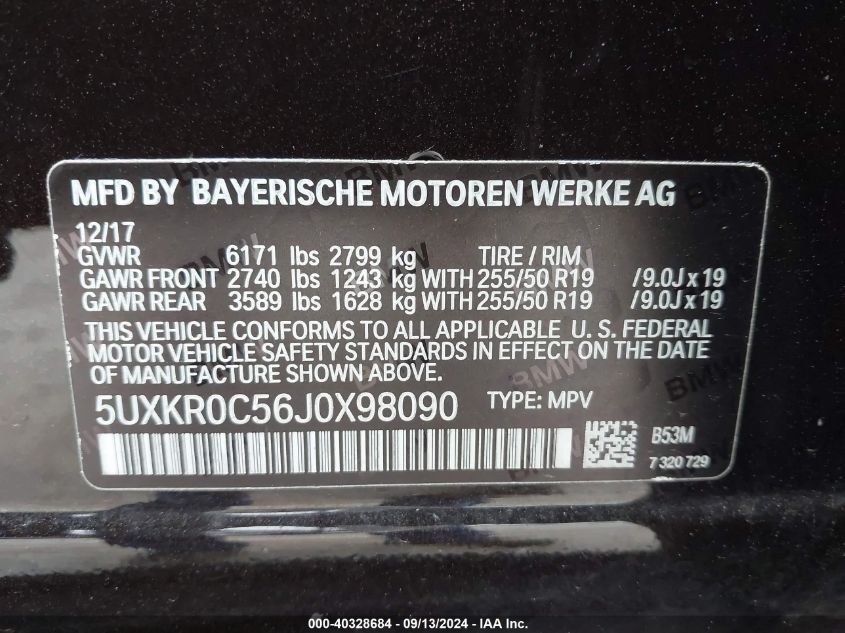 MFD BY BAYERISCHE MOTOREN WERKE AG
12/17
GVWR 6171 lbs 2799 kg TIRE / RIM
GAWR FRONT 2740 lbs 1243 kg WITH 255/50 R19 /9.0J x 19
GAWR REAR 3589 lbs 1628 kg WITH 255/50 R19 /9.0J x 19
THIS VEHICLE CONFORMS TO ALL APPLICABLE U. S. FEDERAL
MOTOR VEHICLE SAFETY STANDARDS IN EFFECT ON THE DATE
OF MANUFACTURE SHOWN ABOVE.
5UXKR0C56J0X98090 TYPE: MPV
B53M
7 320 729
000-40328684 - 09/13/2024 - IAA Inc.